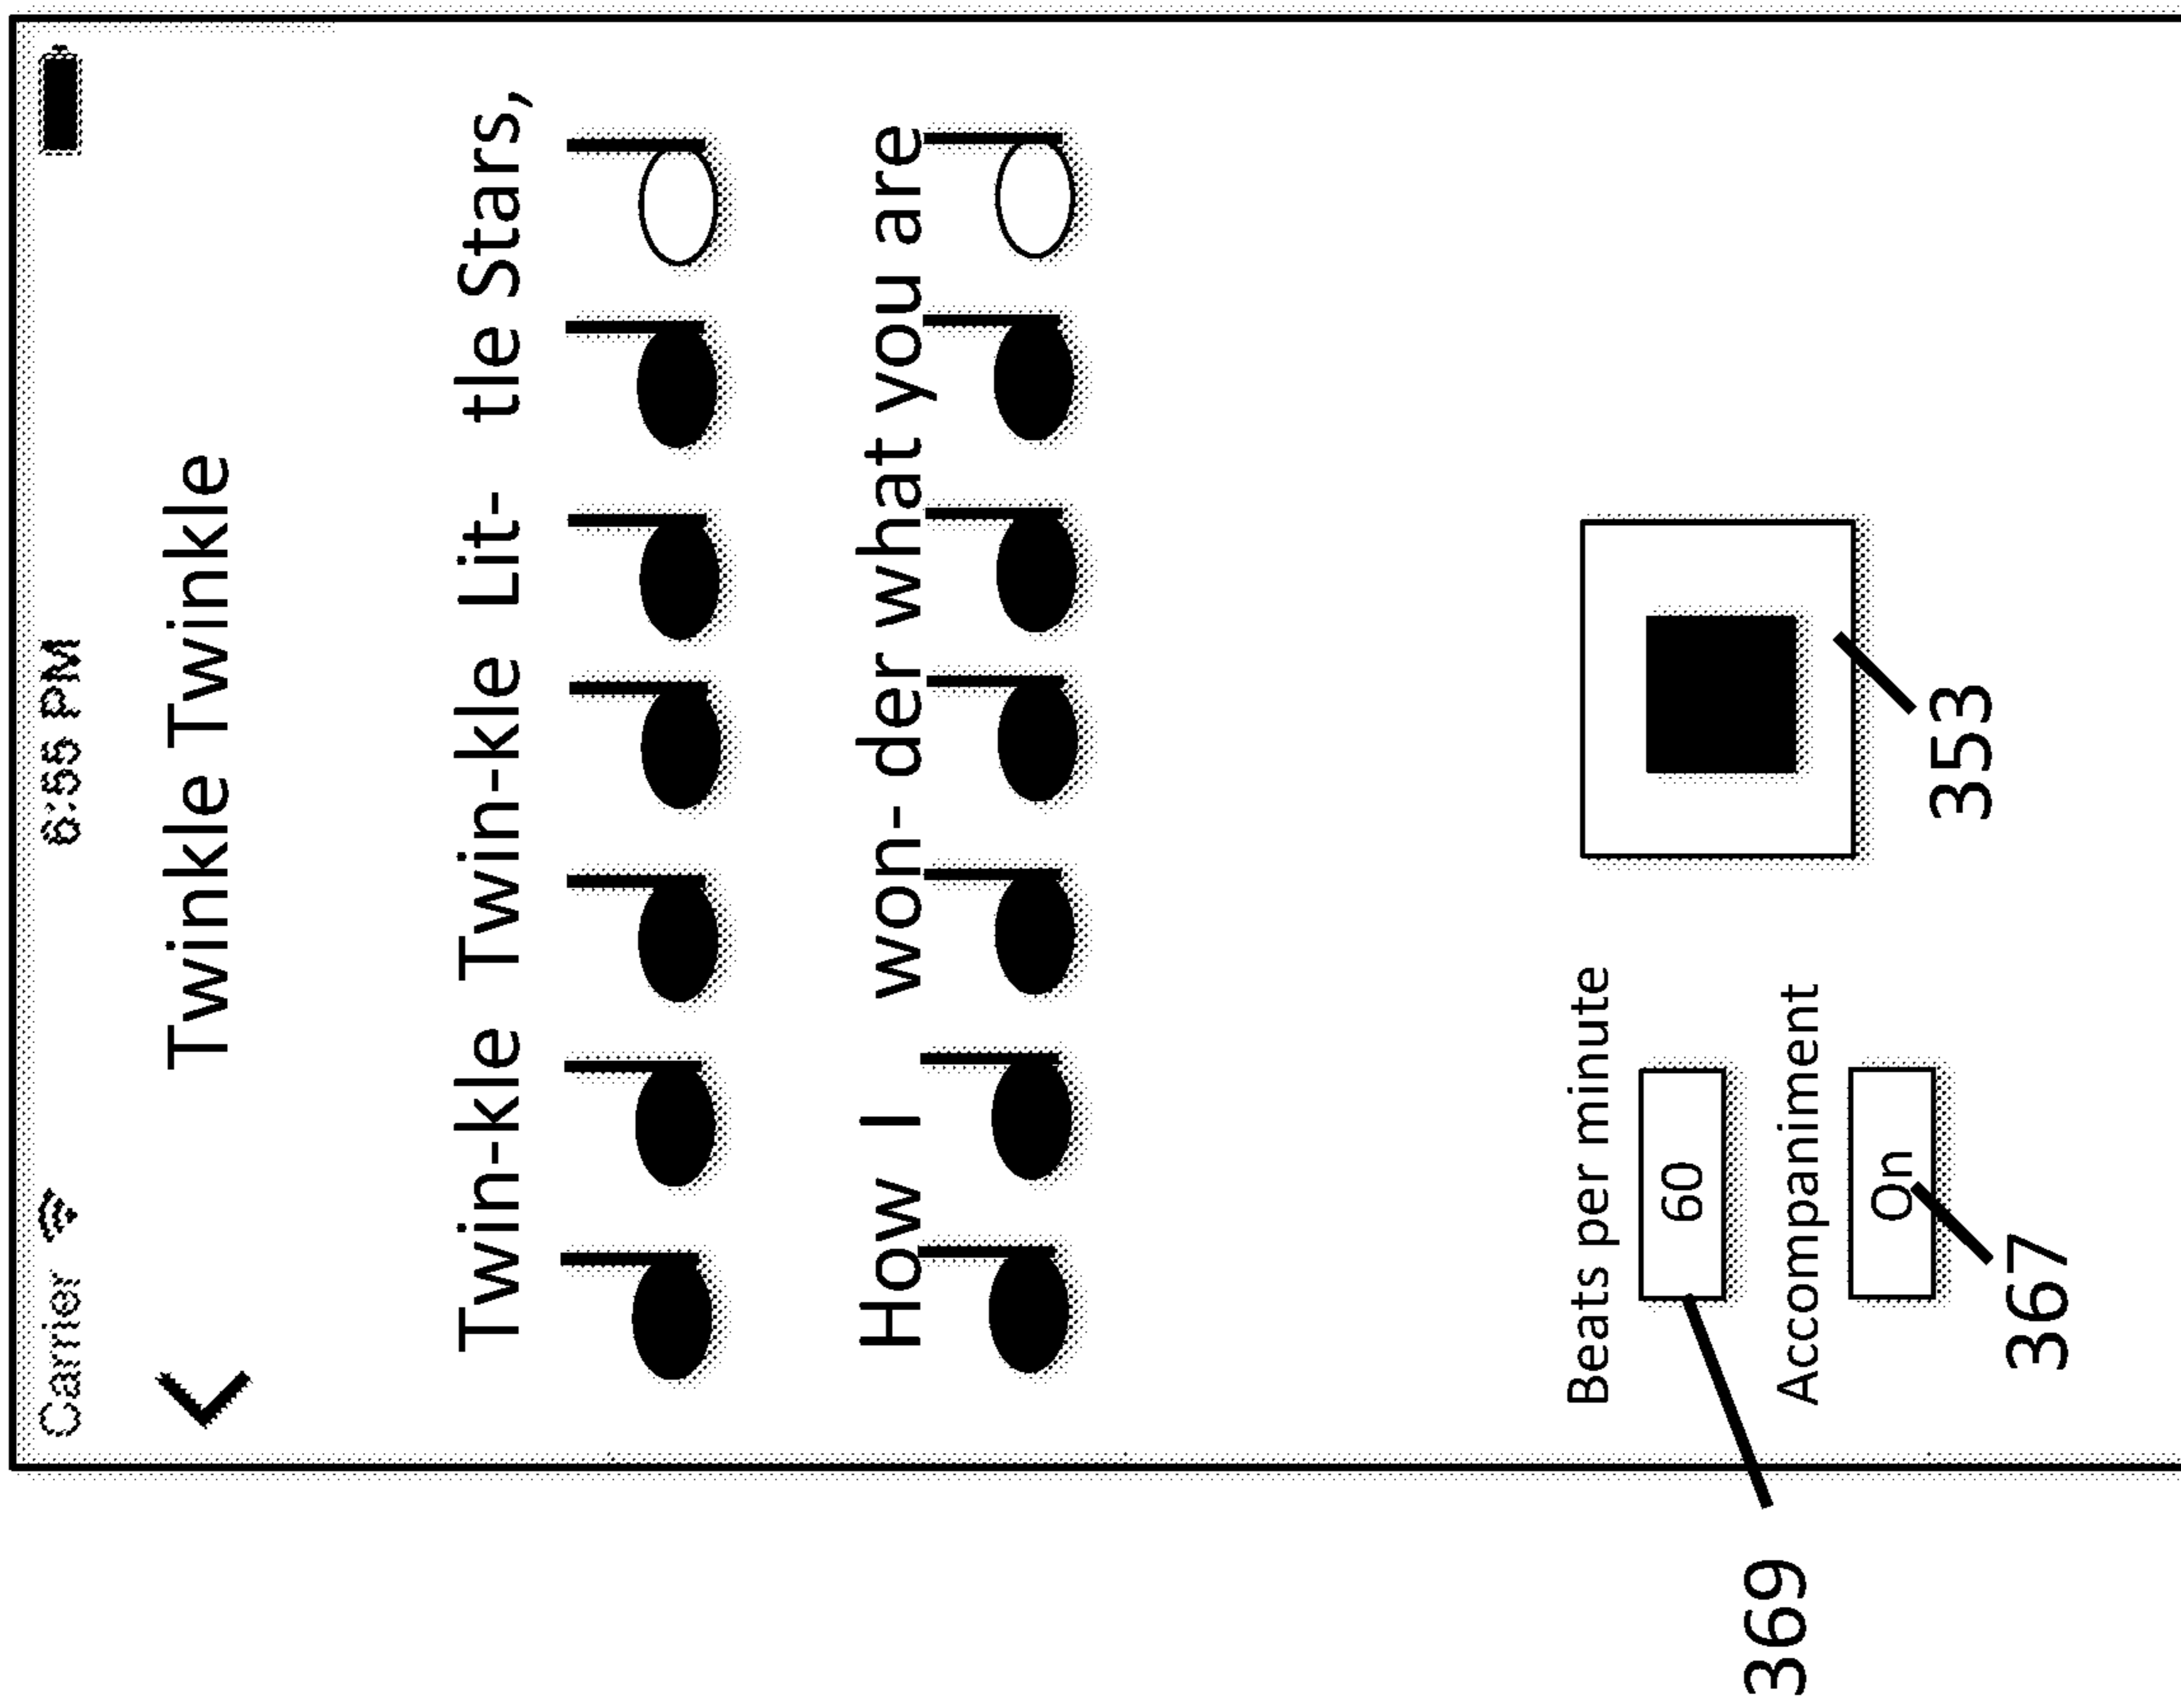 Carrier 6:55 PM
Twinkle Twinkle
Twin-kle Twin-kle Lit- tle Stars,
How I won- der what you are
Beats per minute
60
Accompaniment
On
353
367
369